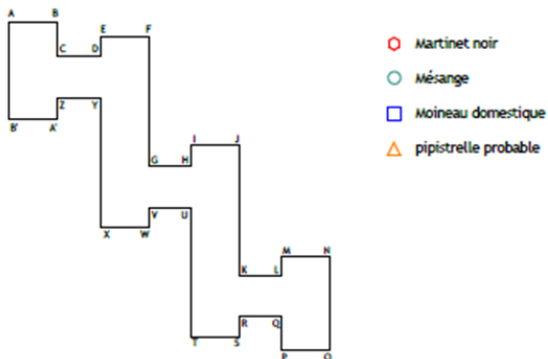 A B
E F
C D
Z Y
B' A'
I J
G H
V U
X W
M N
K L
R Q
T S
P O
Martinet noir
Mésange
Moineau domestique
pipistrelle probable